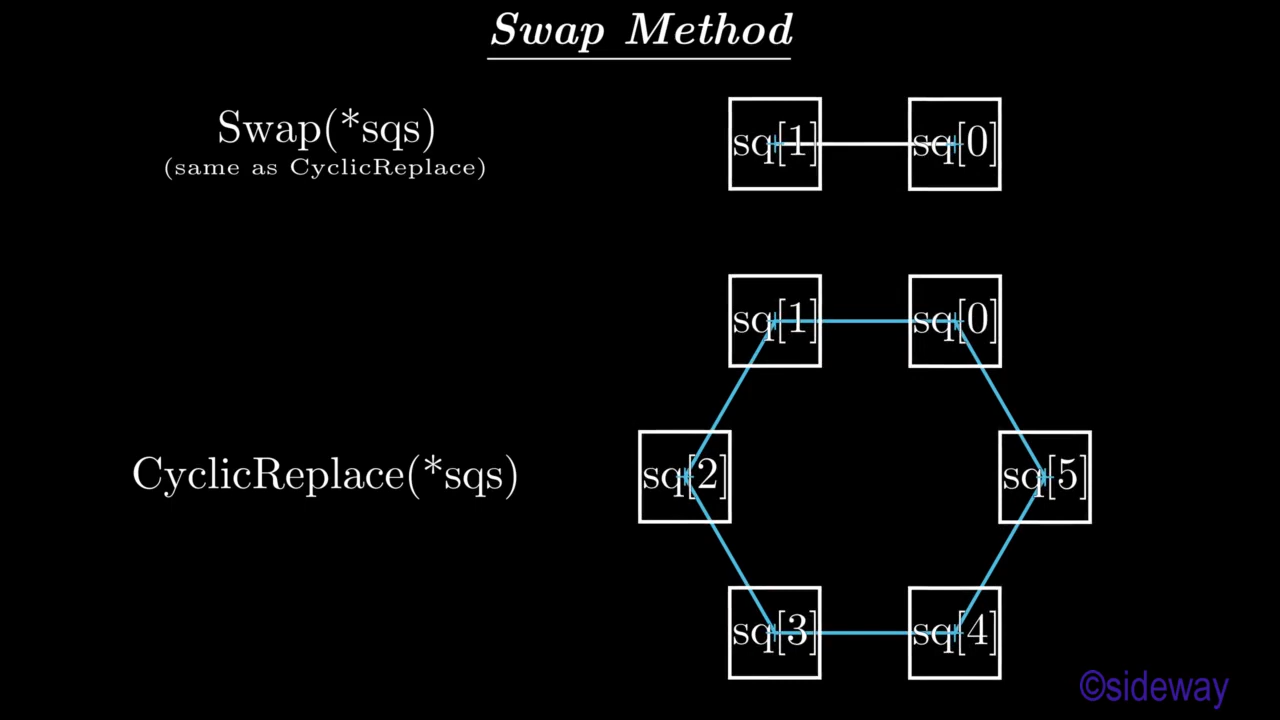 Swap Method
Swap(*sqs)
(same as CyclicReplace)
sq[1] sq[0]
sq[1] sq[0]
CyclicReplace(*sqs)
sq[2] sq[5]
sq[3] sq[4]
©sideway